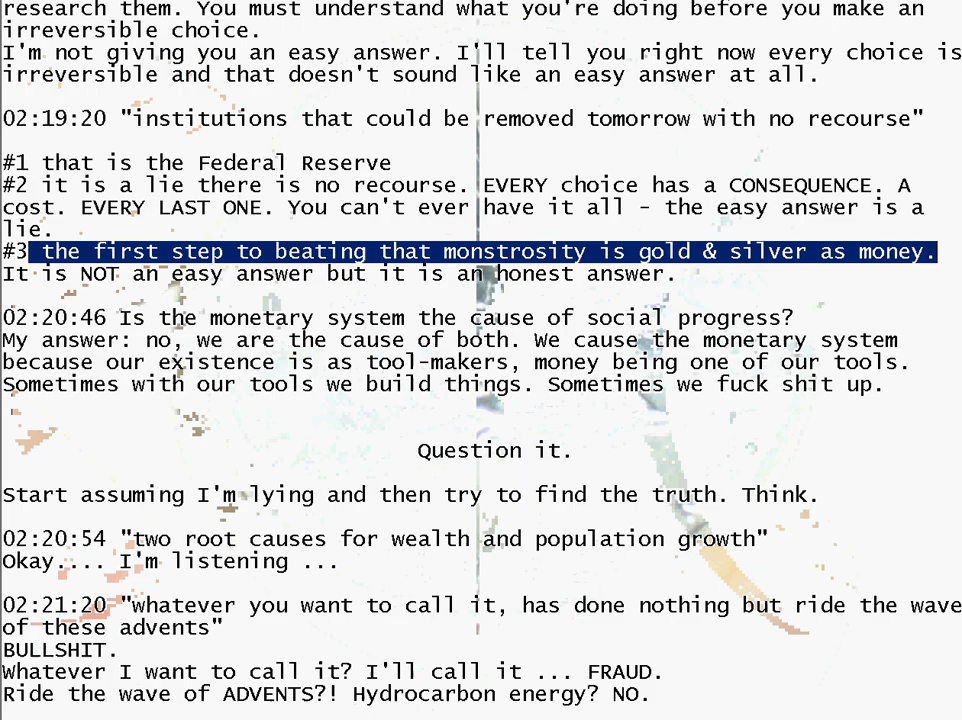 research them. You must understand what you're doing before you make an
irreversible choice.
I'm not giving you an easy answer. I'll tell you right now every choice is
irreversible and that doesn't sound like an easy answer at all.
02:19:20 "institutions that could be removed tomorrow with no recourse"
#1 that is the Federal Reserve
#2 it is a lie there is no recourse. EVERY choice has a CONSEQUENCE. A
cost. EVERY LAST ONE. You can't ever have it all - the easy answer is a
lie.
#3 the first step to beating that monstrosity is gold & silver as money.
It is NOT an easy answer but it is an honest answer.
02:20:46 Is the monetary system the cause of social progress?
My answer: no, we are the cause of both. We cause the monetary system
because our existence is as tool-makers, money being one of our tools.
Sometimes with our tools we build things. Sometimes we fuck shit up.
Question it.
Start assuming I'm lying and then try to find the truth. Think.
02:20:54 "two root causes for wealth and population growth"
Okay.... I'm listening ...
02:21:20 "whatever you want to call it, has done nothing but ride the wave
of these advents"
BULLSHIT.
Whatever I want to call it? I'll call it ... FRAUD.
Ride the wave of ADVENTS?! Hydrocarbon energy? NO.